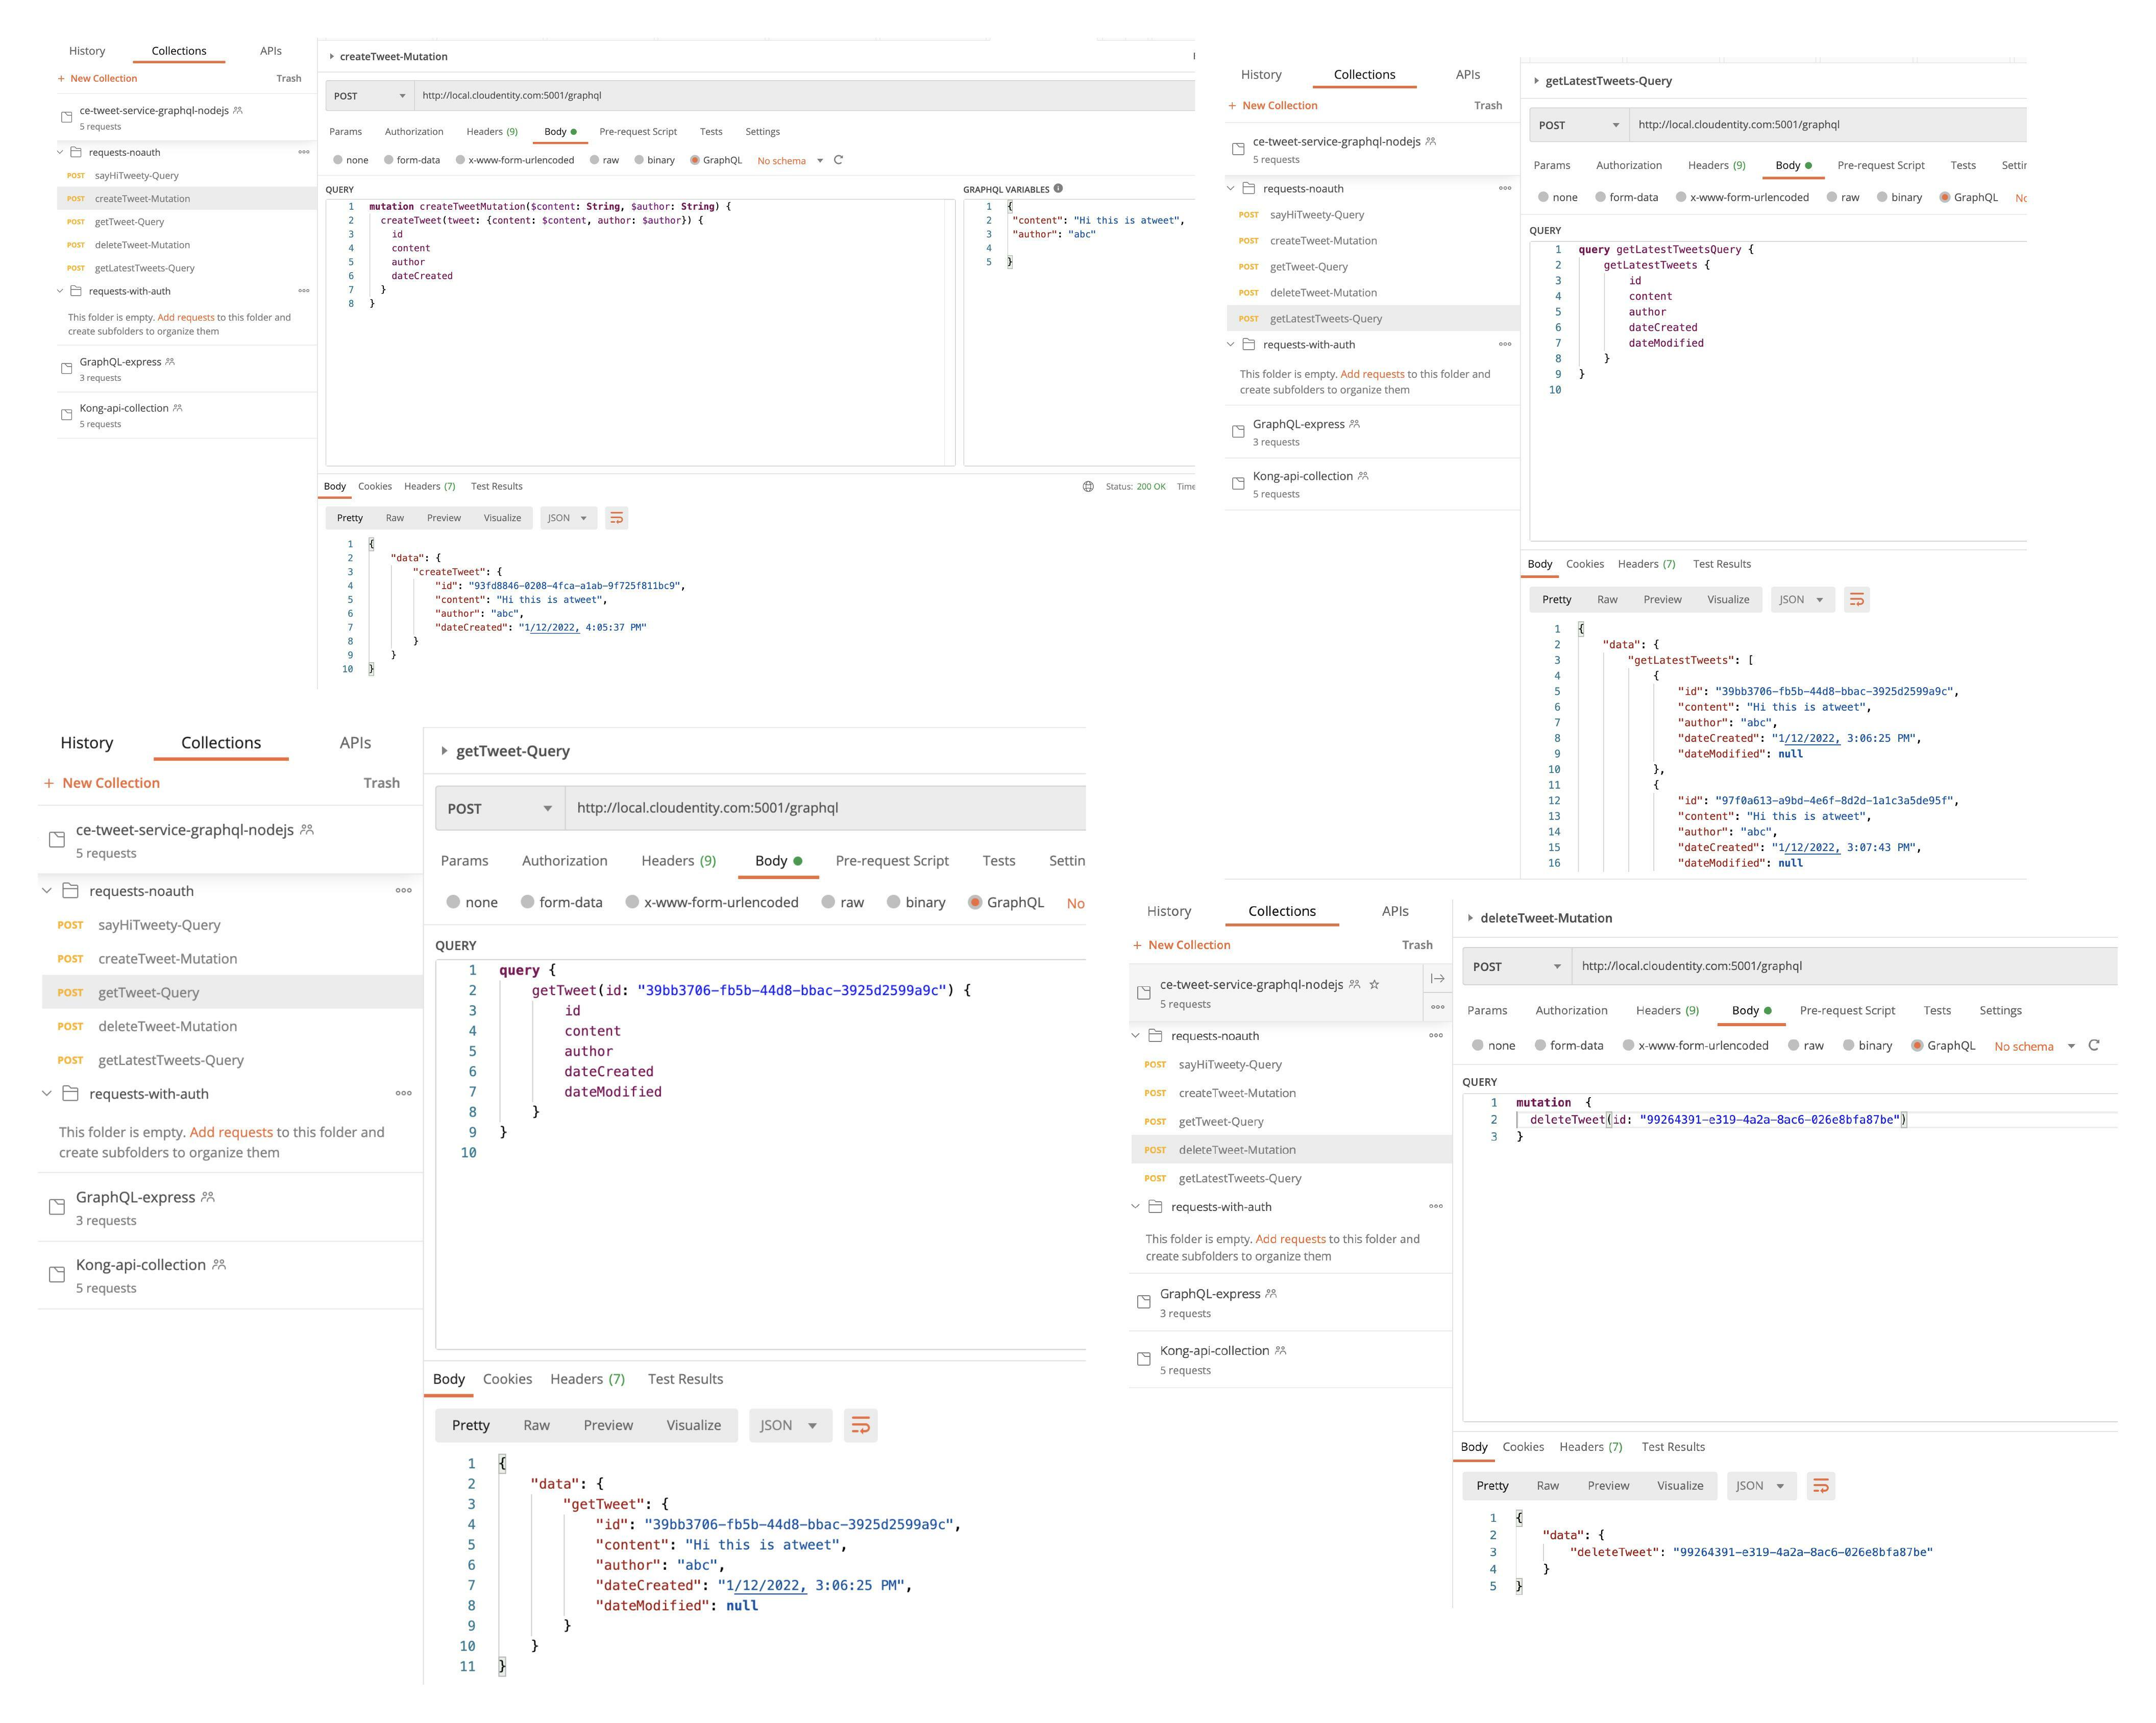 History Collections APIs
+ New Collection Trash
ce-tweet-service-graphql-nodejs
5 requests
requests-noauth
POST sayHiTweety-Query
POST createTweet-Mutation
POST getTweet-Query
POST deleteTweet-Mutation
POST getLatestTweets-Query
requests-with-auth
This folder is empty. Add requests to this folder and
create subfolders to organize them
GraphQL-express
3 requests
Kong-api-collection
5 requests
createTweet-Mutation
POST http://local.cloudentity.com:5001/graphql
Params Authorization Headers (9) Body Pre-request Script Tests Settings
none form-data x-www-form-urlencoded raw binary GraphQL No schema
QUERY
1 mutation createTweetMutation($content: String, $author: String) {
2 createTweet(tweet: {content: $content, author: $author}) {
3 id
4 content
5 author
6 dateCreated
7 }
8 }
GRAPHQL VARIABLES
1 {
2 "content": "Hi this is atweet",
3 "author": "abc"
4
5 }
Body Cookies Headers (7) Test Results Status: 200 OK Time
Pretty Raw Preview Visualize JSON
1 {
2 "data": {
3 "createTweet": {
4 "id": "93fd8846-0208-4fca-a1ab-9f725f811bc9",
5 "content": "Hi this is atweet",
6 "author": "abc",
7 "dateCreated": "1/12/2022, 4:05:37 PM"
8 }
9 }
10 }
History Collections APIs
+ New Collection Trash
ce-tweet-service-graphql-nodejs
5 requests
requests-noauth
POST sayHiTweety-Query
POST createTweet-Mutation
POST getTweet-Query
POST deleteTweet-Mutation
POST getLatestTweets-Query
requests-with-auth
This folder is empty. Add requests to this folder and
create subfolders to organize them
GraphQL-express
3 requests
Kong-api-collection
5 requests
getLatestTweets-Query
POST http://local.cloudentity.com:5001/graphql
Params Authorization Headers (9) Body Pre-request Script Tests Settin
none form-data x-www-form-urlencoded raw binary GraphQL No
QUERY
1 query getLatestTweetsQuery {
2 getLatestTweets {
3 id
4 content
5 author
6 dateCreated
7 dateModified
8 }
9 }
10
Body Cookies Headers (7) Test Results
Pretty Raw Preview Visualize JSON
1 {
2 "data": {
3 "getLatestTweets": [
4 {
5 "id": "39bb3706-fb5b-44d8-bbac-3925d2599a9c",
6 "content": "Hi this is atweet",
7 "author": "abc",
8 "dateCreated": "1/12/2022, 3:06:25 PM",
9 "dateModified": null
10 },
11 {
12 "id": "97f0a613-a9bd-4e6f-8d2d-1a1c3a5de95f",
13 "content": "Hi this is atweet",
14 "author": "abc",
15 "dateCreated": "1/12/2022, 3:07:43 PM",
16 "dateModified": null
History Collections APIs
+ New Collection Trash
ce-tweet-service-graphql-nodejs
5 requests
requests-noauth
POST sayHiTweety-Query
POST createTweet-Mutation
POST getTweet-Query
POST deleteTweet-Mutation
POST getLatestTweets-Query
requests-with-auth
This folder is empty. Add requests to this folder and
create subfolders to organize them
GraphQL-express
3 requests
Kong-api-collection
5 requests
getTweet-Query
POST http://local.cloudentity.com:5001/graphql
Params Authorization Headers (9) Body Pre-request Script Tests Settin
none form-data x-www-form-urlencoded raw binary GraphQL No
QUERY
1 query {
2 getTweet(id: "39bb3706-fb5b-44d8-bbac-3925d2599a9c") {
3 id
4 content
5 author
6 dateCreated
7 dateModified
8 }
9 }
10
Body Cookies Headers (7) Test Results
Pretty Raw Preview Visualize JSON
1 {
2 "data": {
3 "getTweet": {
4 "id": "39bb3706-fb5b-44d8-bbac-3925d2599a9c",
5 "content": "Hi this is atweet",
6 "author": "abc",
7 "dateCreated": "1/12/2022, 3:06:25 PM",
8 "dateModified": null
9 }
10 }
11 }
History Collections APIs
+ New Collection Trash
ce-tweet-service-graphql-nodejs
5 requests
requests-noauth
POST sayHiTweety-Query
POST createTweet-Mutation
POST getTweet-Query
POST deleteTweet-Mutation
POST getLatestTweets-Query
requests-with-auth
This folder is empty. Add requests to this folder and
create subfolders to organize them
GraphQL-express
3 requests
Kong-api-collection
5 requests
deleteTweet-Mutation
POST http://local.cloudentity.com:5001/graphql
Params Authorization Headers (9) Body Pre-request Script Tests Settings
none form-data x-www-form-urlencoded raw binary GraphQL No schema
QUERY
1 mutation {
2 deleteTweet(id: "99264391-e319-4a2a-8ac6-026e8bfa87be")
3 }
Body Cookies Headers (7) Test Results
Pretty Raw Preview Visualize JSON
1 {
2 "data": {
3 "deleteTweet": "99264391-e319-4a2a-8ac6-026e8bfa87be"
4 }
5 }